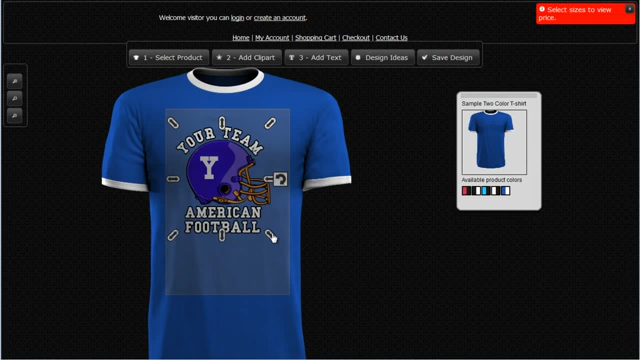 Welcome visitor you can login or create an account.
Select sizes to view price.
Home | My Account | Shopping Cart | Checkout | Contact Us
1 - Select Product
2 - Add Clipart
3 - Add Text
Design Ideas
Save Design
Sample Two Color T-shirt
YOUR TEAM
Y
AMERICAN
FOOTBALL
Available product colors